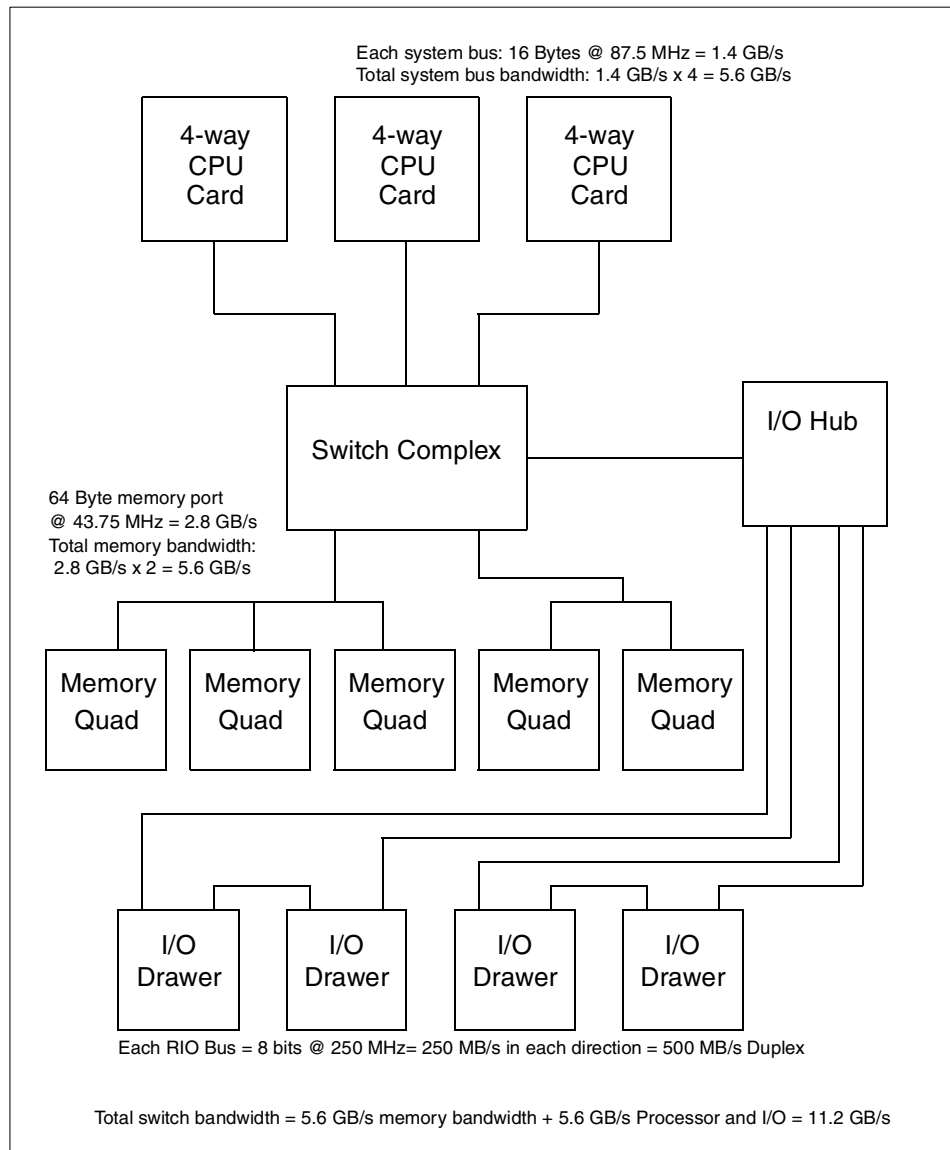 Each system bus: 16 Bytes @ 87.5 MHz = 1.4 GB/s
Total system bus bandwidth: 1.4 GB/s x 4 = 5.6 GB/s
4-way
CPU
Card
4-way
CPU
Card
4-way
CPU
Card
Switch Complex
I/O Hub
64 Byte memory port
@ 43.75 MHz = 2.8 GB/s
Total memory bandwidth:
2.8 GB/s x 2 = 5.6 GB/s
Memory
Quad
Memory
Quad
Memory
Quad
Memory
Quad
Memory
Quad
I/O
Drawer
I/O
Drawer
I/O
Drawer
I/O
Drawer
Each RIO Bus = 8 bits @ 250 MHz= 250 MB/s in each direction = 500 MB/s Duplex
Total switch bandwidth = 5.6 GB/s memory bandwidth + 5.6 GB/s Processor and I/O = 11.2 GB/s